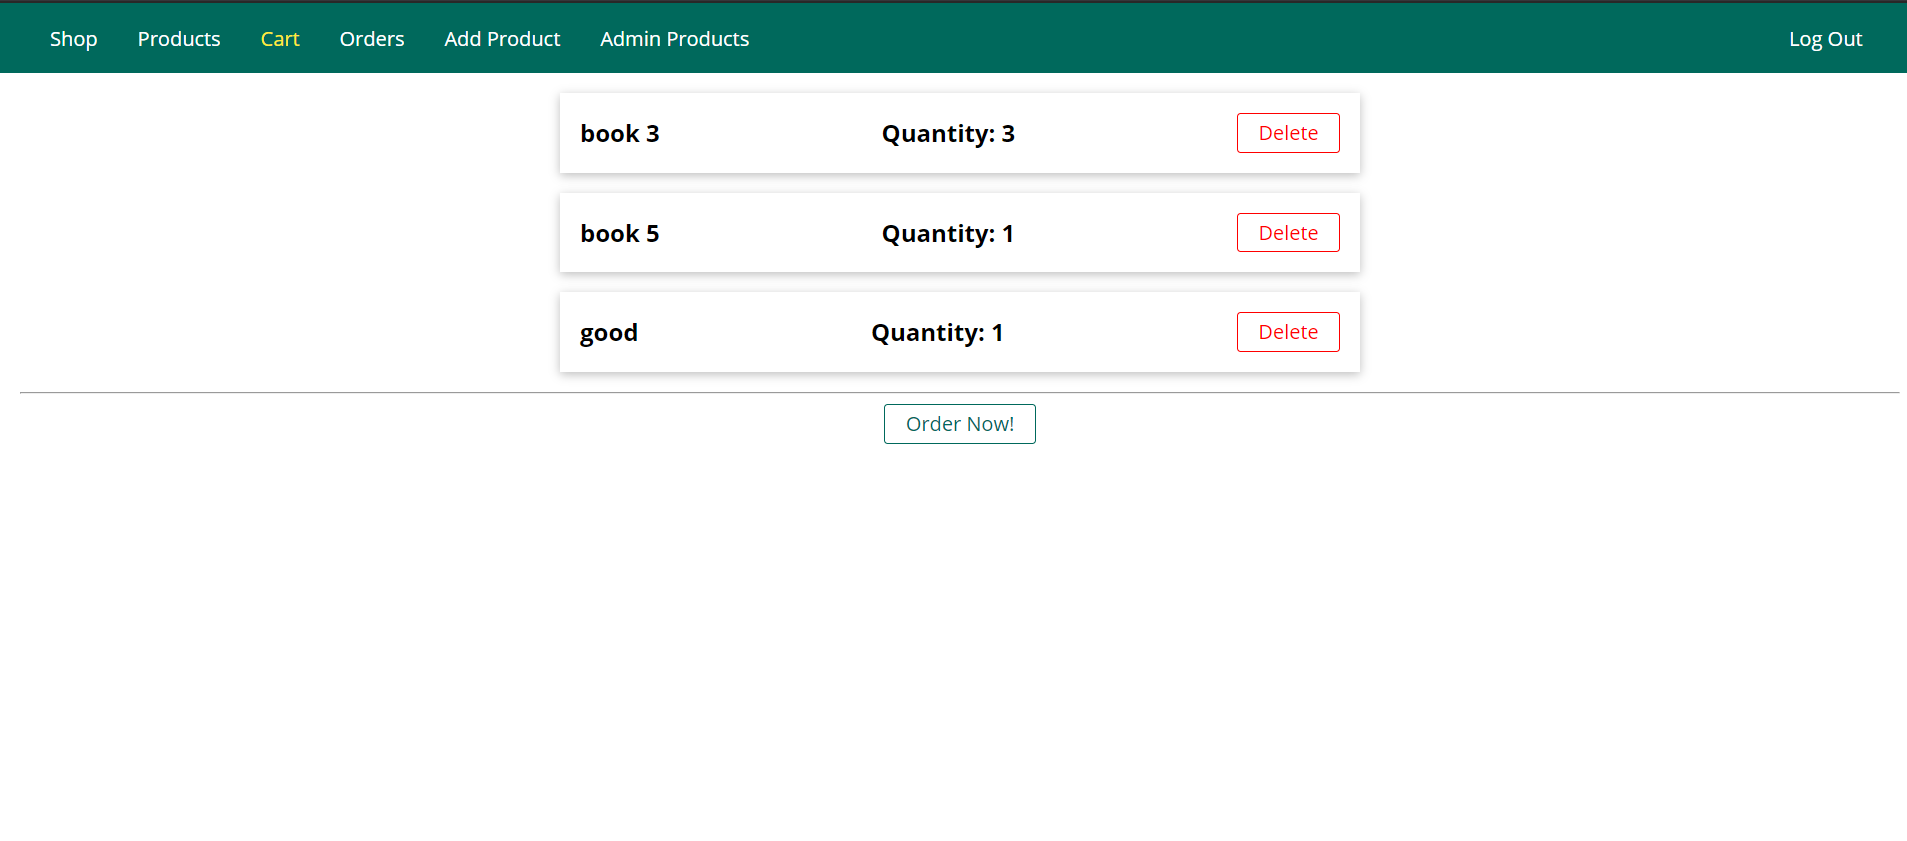 Shop Products Cart Orders Add Product Admin Products Log Out
book 3 Quantity: 3 Delete
book 5 Quantity: 1 Delete
good Quantity: 1 Delete
Order Now!